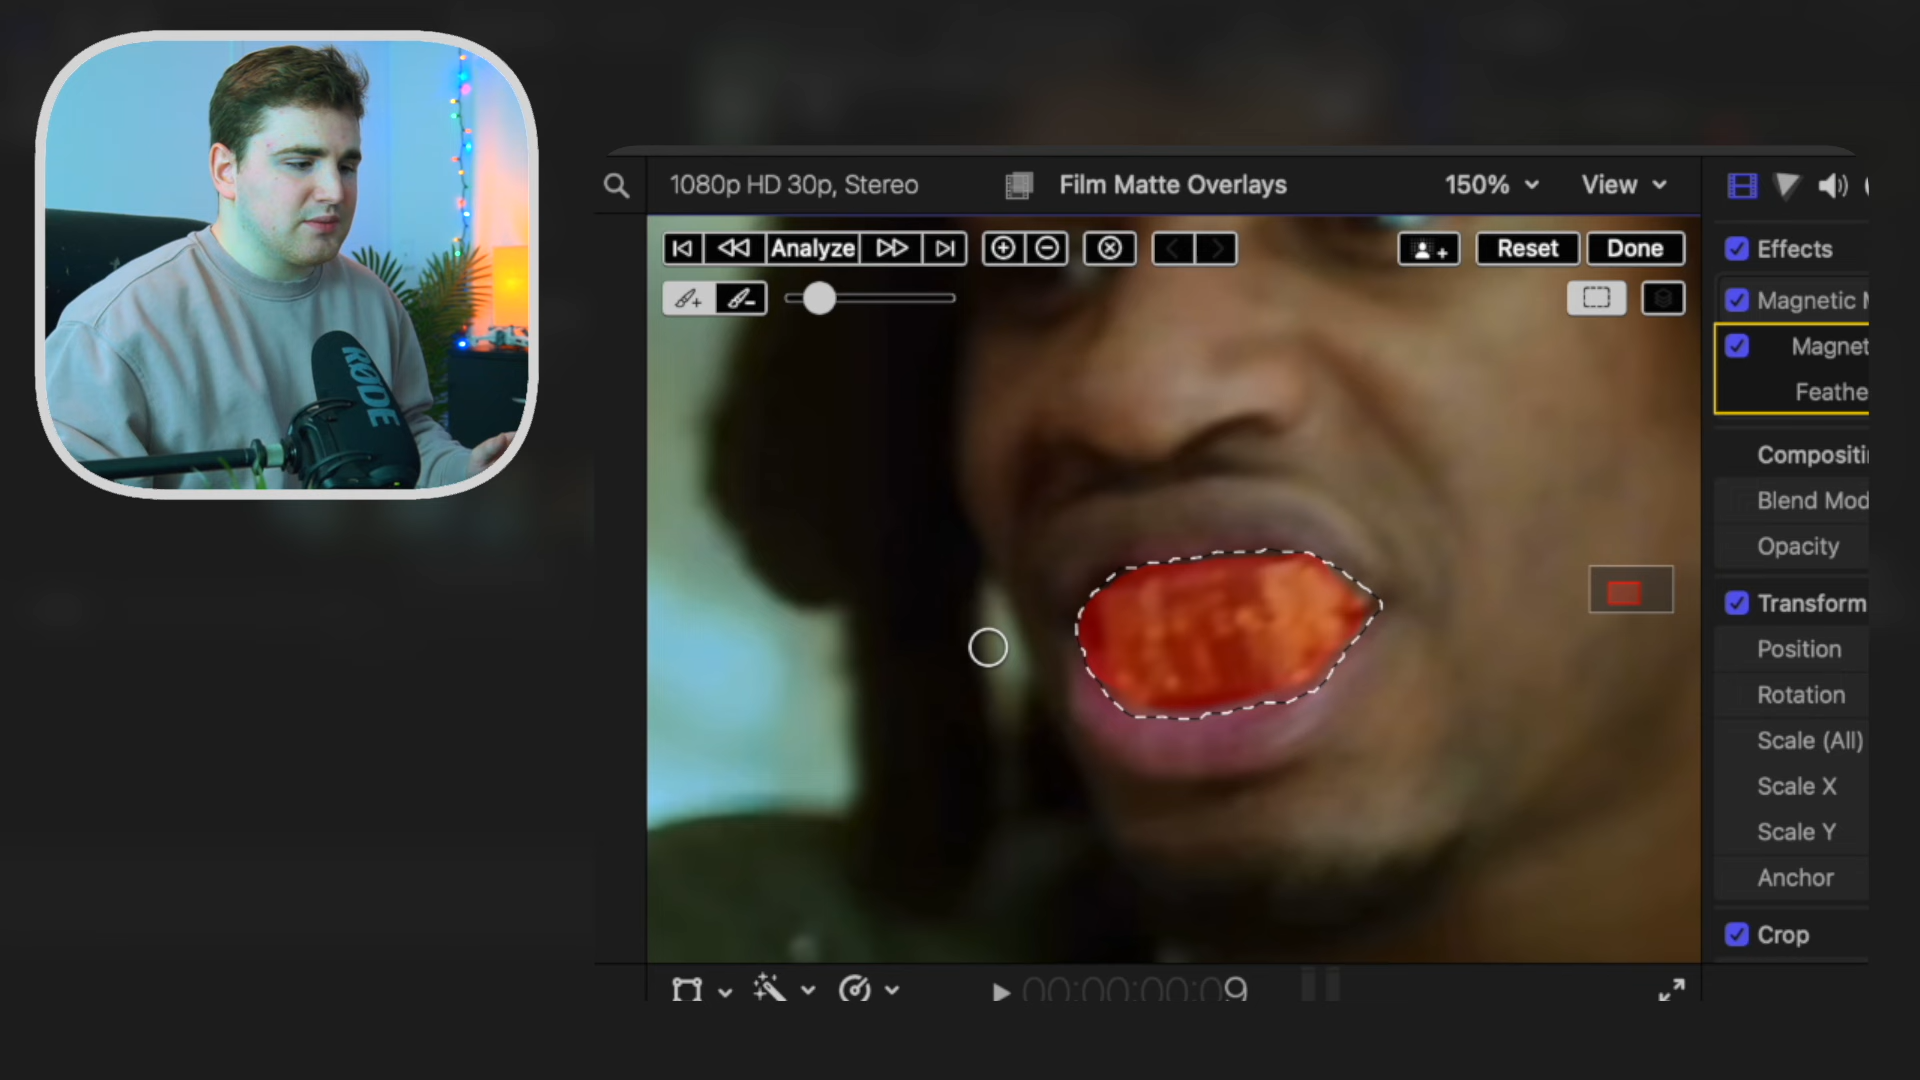 RØDE
1080p HD 30p, Stereo
Film Matte Overlays
150%
View
Analyze
Reset
Done
Effects
Magnetic
Magnet
Feathe
Compositi
Blend Mod
Opacity
Transform
Position
Rotation
Scale (All)
Scale X
Scale Y
Anchor
Crop
00:00:00:09